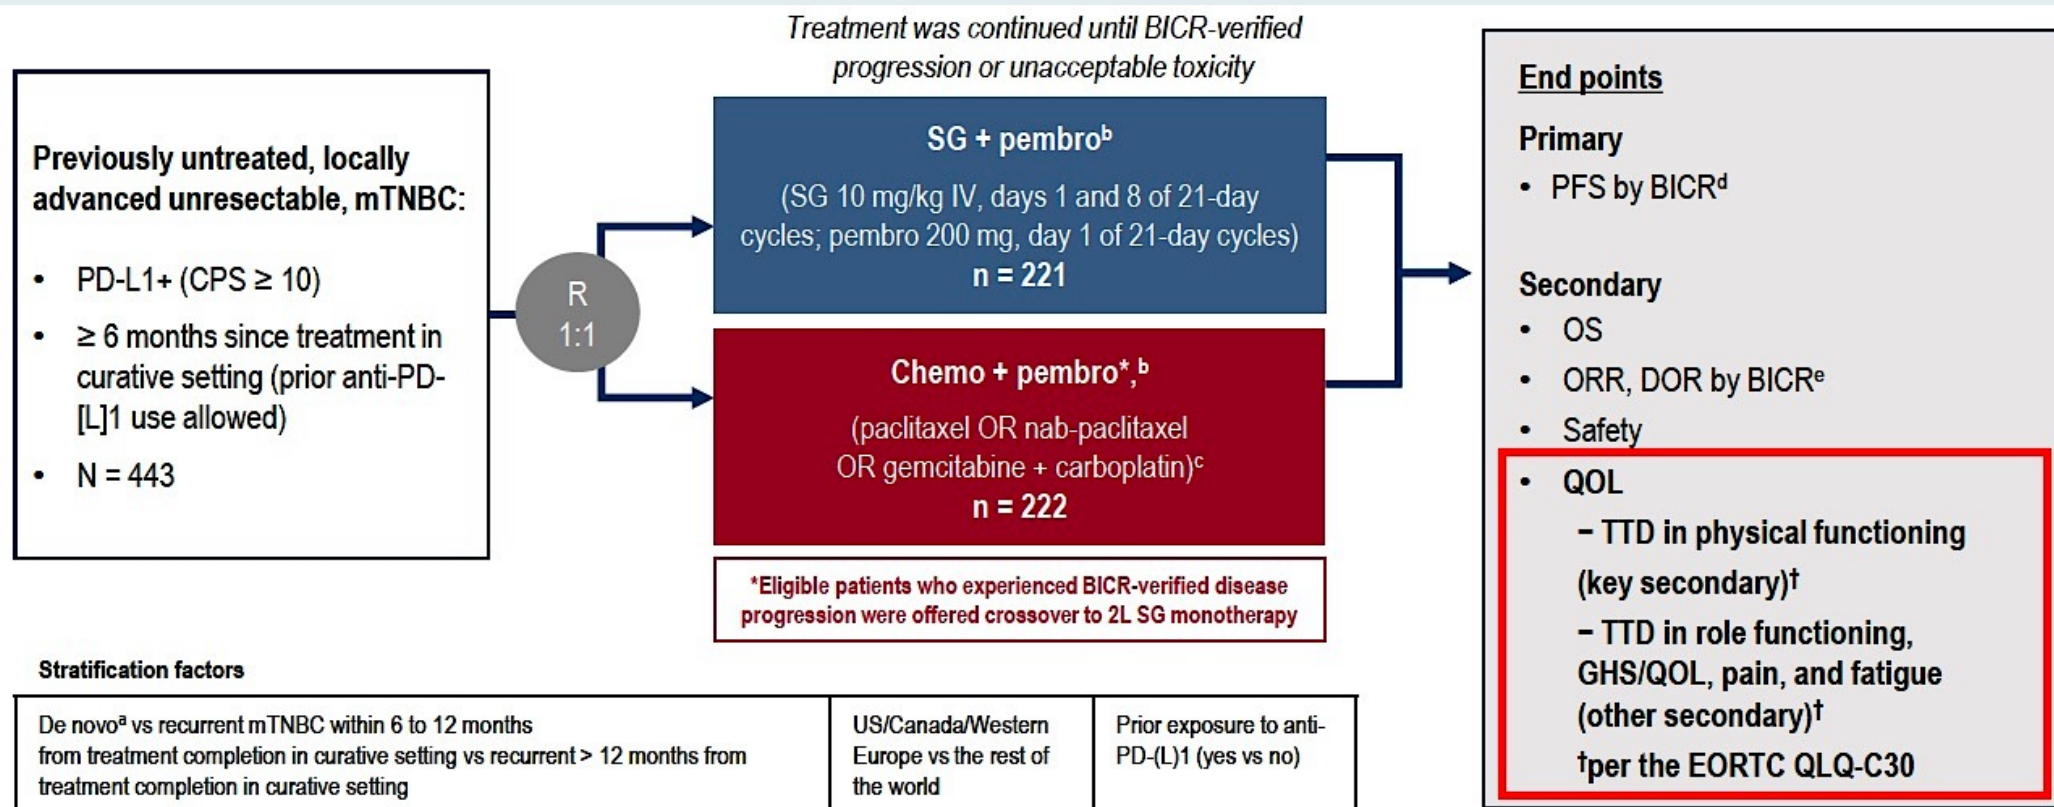 Treatment was continued until BICR-verified
progression or unacceptable toxicity
Previously untreated, locally
advanced unresectable, mTNBC:
• PD-L1+ (CPS ≥ 10)
• ≥ 6 months since treatment in
curative setting (prior anti-PD-
[L]1 use allowed)
• N = 443
R
1:1
SG + pembroᵇ
(SG 10 mg/kg IV, days 1 and 8 of 21-day
cycles; pembro 200 mg, day 1 of 21-day cycles)
n = 221
Chemo + pembro*,ᵇ
(paclitaxel OR nab-paclitaxel
OR gemcitabine + carboplatin)ᶜ
n = 222
*Eligible patients who experienced BICR-verified disease
progression were offered crossover to 2L SG monotherapy
End points
Primary
• PFS by BICRᵈ
Secondary
• OS
• ORR, DOR by BICRᵉ
• Safety
• QOL
– TTD in physical functioning
(key secondary)†
– TTD in role functioning,
GHS/QOL, pain, and fatigue
(other secondary)†
†per the EORTC QLQ-C30
Stratification factors
De novoᵃ vs recurrent mTNBC within 6 to 12 months
from treatment completion in curative setting vs recurrent > 12 months from
treatment completion in curative setting
US/Canada/Western
Europe vs the rest of
the world
Prior exposure to anti-
PD-(L)1 (yes vs no)